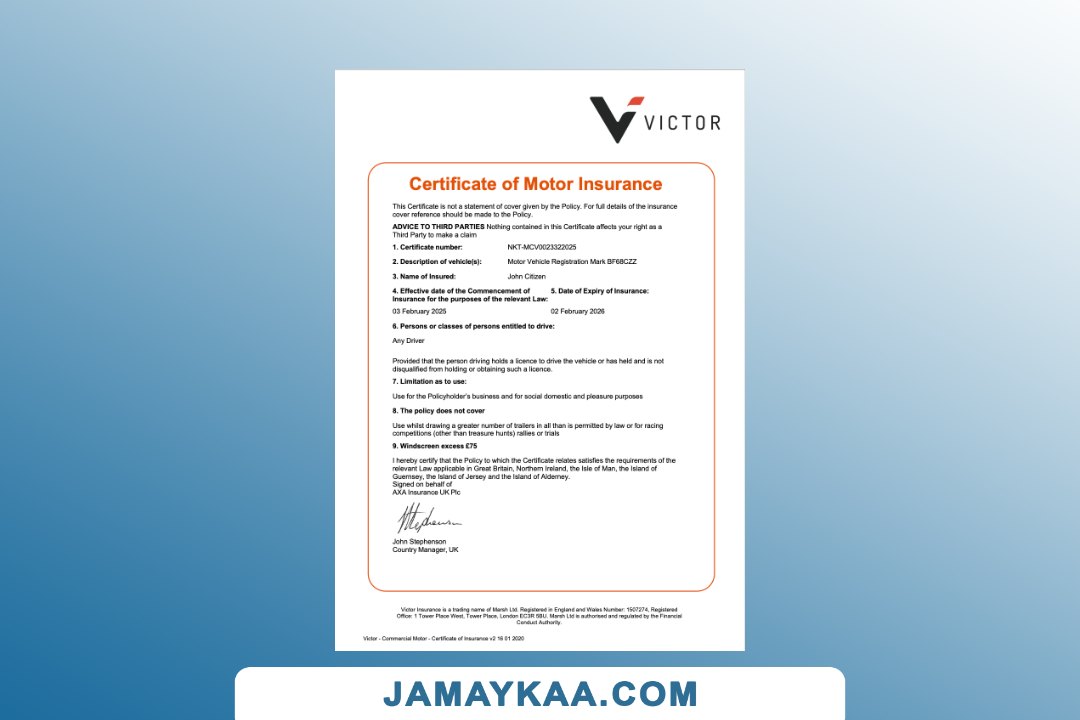 VICTOR
Certificate of Motor Insurance
This Certificate is not a statement of cover given by the Policy. For full details of the insurance
cover reference should be made to the Policy.
ADVICE TO THIRD PARTIES Nothing contained in this Certificate affects your right as a
Third Party to make a claim
1. Certificate number: NKT-MCV0023322025
2. Description of vehicle(s): Motor Vehicle Registration Mark BF68CZZ
3. Name of Insured: John Citizen
4. Effective date of the Commencement of 5. Date of Expiry of Insurance:
Insurance for the purposes of the relevant Law:
03 February 2025 02 February 2026
6. Persons or classes of persons entitled to drive:
Any Driver
Provided that the person driving holds a licence to drive the vehicle or has held and is not
disqualified from holding or obtaining such a licence.
7. Limitation as to use:
Use for the Policyholder's business and for social domestic and pleasure purposes
8. The policy does not cover
Use whilst drawing a greater number of trailers in all than is permitted by law or for racing
competitions (other than treasure hunts) rallies or trials
9. Windscreen excess £75
I hereby certify that the Policy to which the Certificate relates satisfies the requirements of the
relevant Law applicable in Great Britain, Northern Ireland, the Isle of Man, the Island of
Guernsey, the Island of Jersey and the Island of Alderney.
Signed on behalf of
AXA Insurance UK Plc
John Stephenson
Country Manager, UK
Victor Insurance is a trading name of Marsh Ltd. Registered in England and Wales Number: 1507274, Registered
Office: 1 Tower Place West, Tower Place, London EC3R 5BU. Marsh Ltd is authorised and regulated by the Financial
Conduct Authority.
Victor - Commercial Motor - Certificate of Insurance v2 16 01 2020
JAMAYKAA.COM